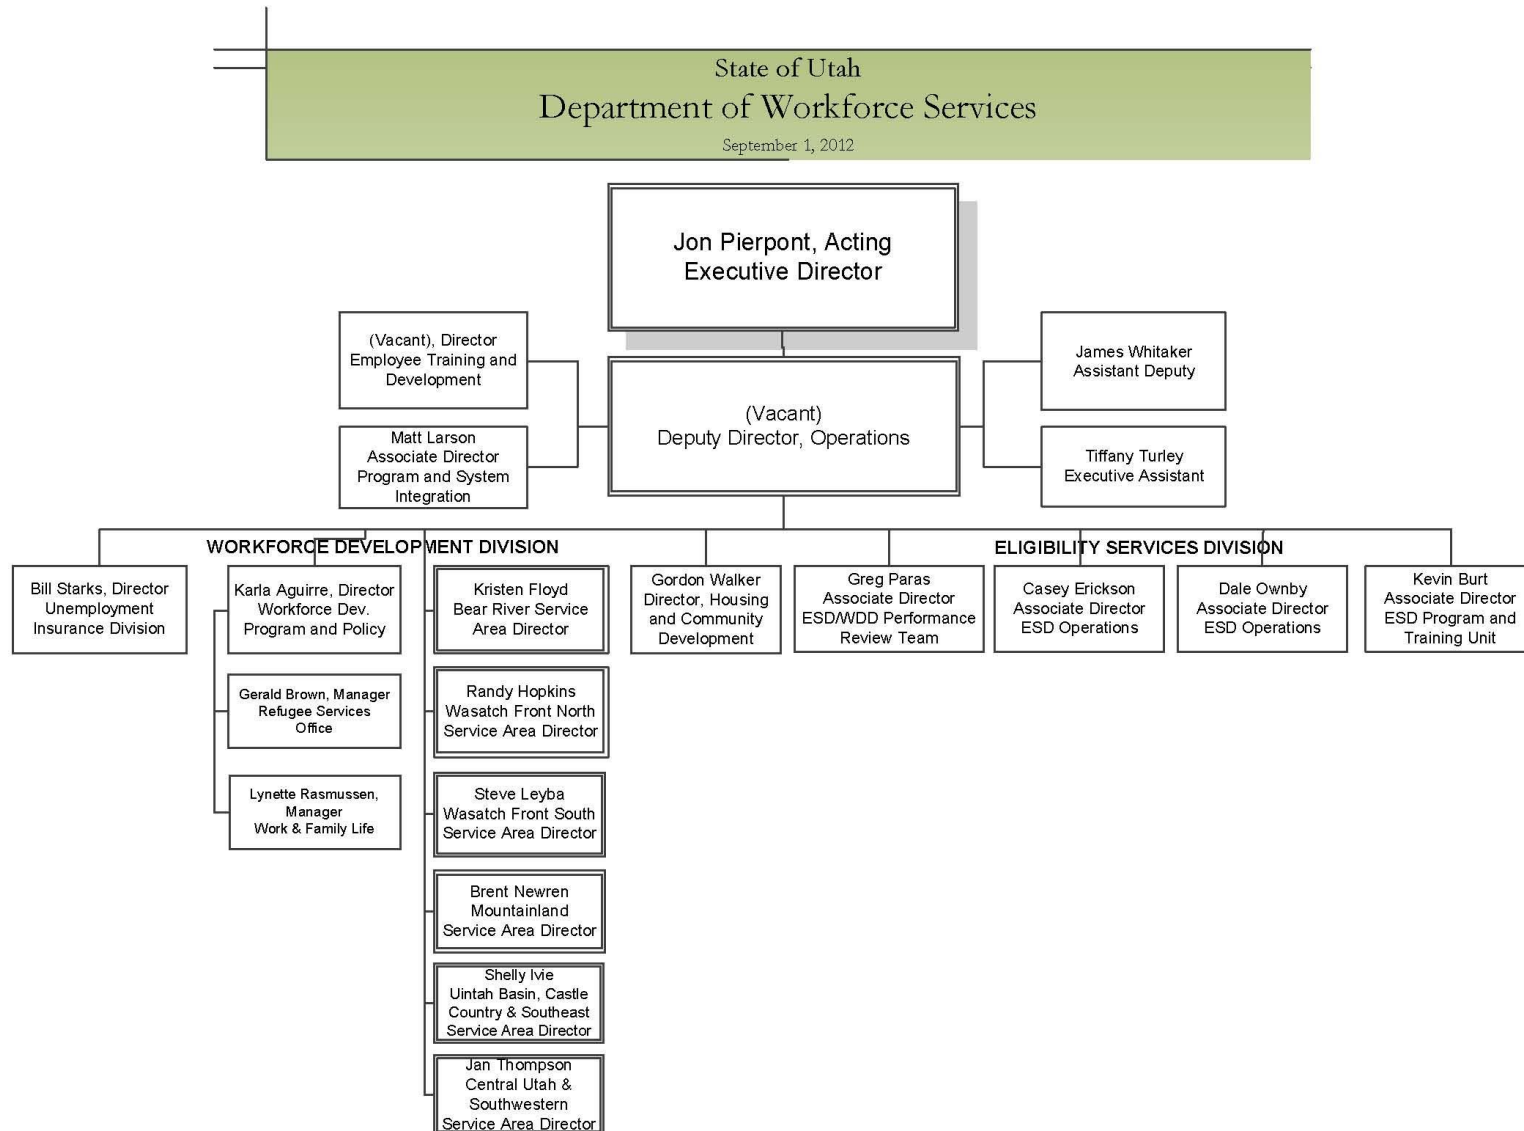 State of Utah
Department of Workforce Services
September 1, 2012
Jon Pierpont, Acting
Executive Director
(Vacant), Director
Employee Training and
Development
James Whitaker
Assistant Deputy
(Vacant)
Deputy Director, Operations
Matt Larson
Associate Director
Program and System
Integration
Tiffany Turley
Executive Assistant
WORKFORCE DEVELOPMENT DIVISION
ELIGIBILITY SERVICES DIVISION
Bill Starks, Director
Unemployment
Insurance Division
Karla Aguirre, Director
Workforce Dev.
Program and Policy
Gerald Brown, Manager
Refugee Services
Office
Lynette Rasmussen,
Manager
Work & Family Life
Kristen Floyd
Bear River Service
Area Director
Randy Hopkins
Wasatch Front North
Service Area Director
Steve Leyba
Wasatch Front South
Service Area Director
Brent Newren
Mountainland
Service Area Director
Shelly Ivie
Uintah Basin, Castle
Country & Southeast
Service Area Director
Jan Thompson
Central Utah &
Southwestern
Service Area Director
Gordon Walker
Director, Housing
and Community
Development
Greg Paras
Associate Director
ESD/WDD Performance
Review Team
Casey Erickson
Associate Director
ESD Operations
Dale Ownby
Associate Director
ESD Operations
Kevin Burt
Associate Director
ESD Program and
Training Unit